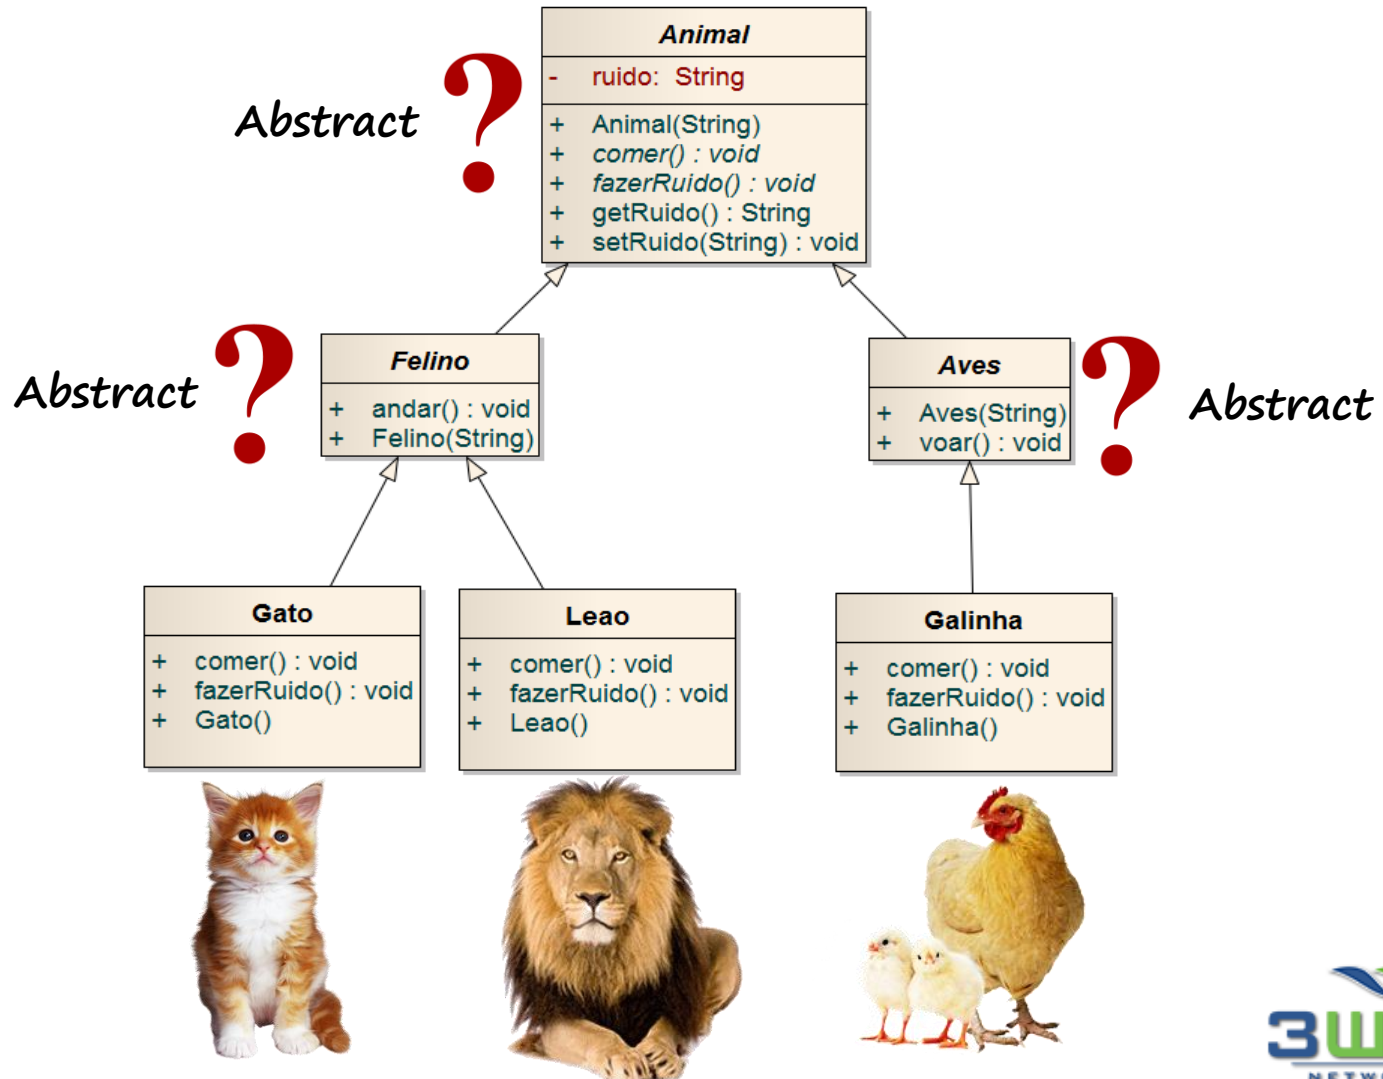 Animal
- ruido: String
+ Animal(String)
+ comer() : void
+ fazerRuido() : void
+ getRuido() : String
+ setRuido(String) : void
Abstract ?
Felino
+ andar() : void
+ Felino(String)
Abstract ?
Aves
+ Aves(String)
+ voar() : void
? Abstract
Gato
+ comer() : void
+ fazerRuido() : void
+ Gato()
Leao
+ comer() : void
+ fazerRuido() : void
+ Leao()
Galinha
+ comer() : void
+ fazerRuido() : void
+ Galinha()